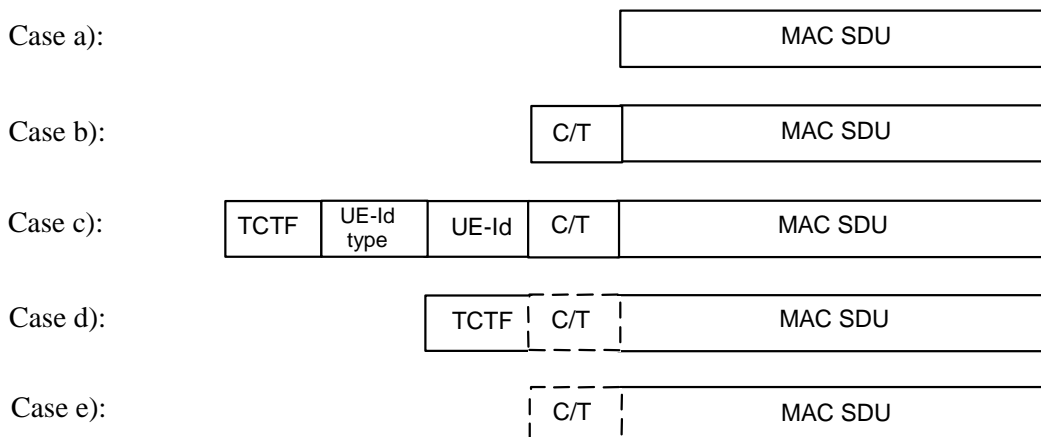 Case a): MAC SDU
Case b): C/T MAC SDU
Case c): TCTF UE-Id type UE-Id C/T MAC SDU
Case d): TCTF C/T MAC SDU
Case e): C/T MAC SDU